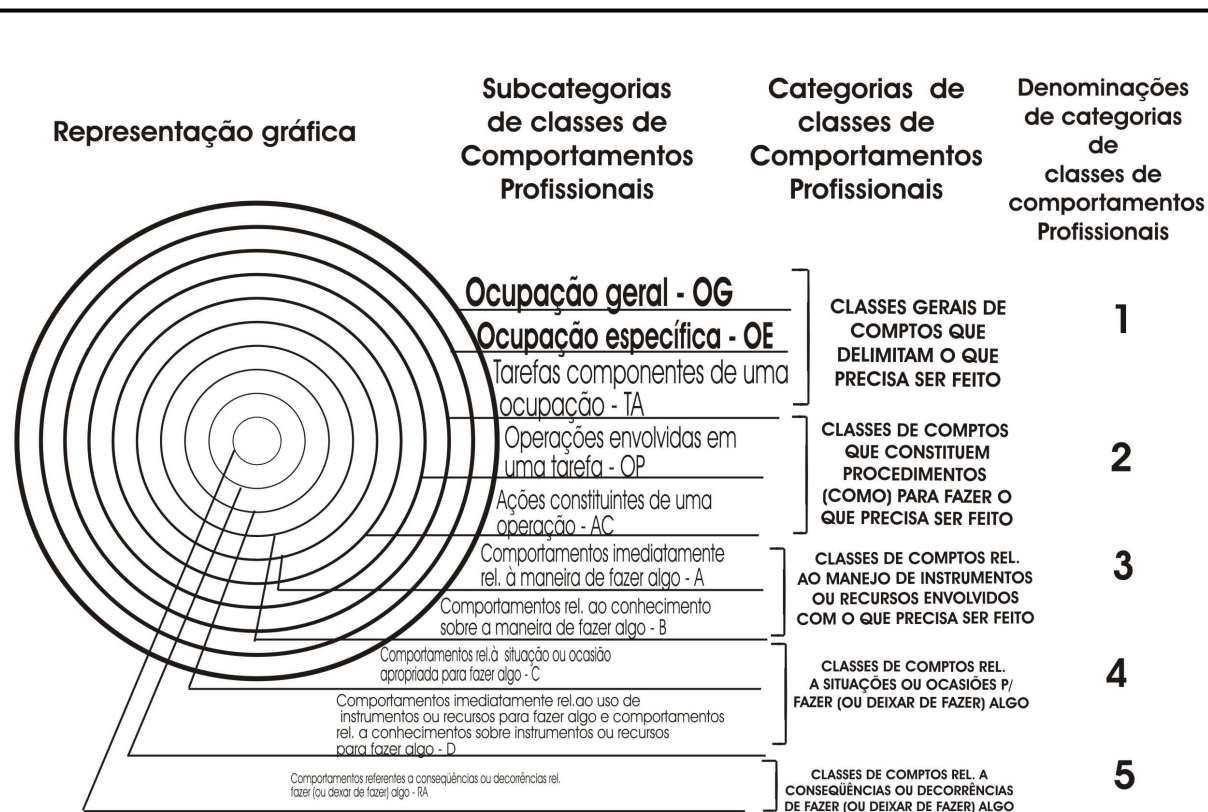 Representação gráfica
Subcategorias
de classes de
Comportamentos
Profissionais
Categorias de
classes de
Comportamentos
Profissionais
Denominações
de categorias
de
classes de
comportamentos
Profissionais
Ocupação geral - OG
Ocupação específica - OE
Tarefas componentes de uma
ocupação - TA
CLASSES GERAIS DE
COMPTOS QUE
DELIMITAM O QUE
PRECISA SER FEITO
1
Operações envolvidas em
uma tarefa - OP
Ações constituintes de uma
operação - AC
CLASSES DE COMPTOS
QUE CONSTITUEM
PROCEDIMENTOS
(COMO) PARA FAZER O
QUE PRECISA SER FEITO
2
Comportamentos imediatamente
rel. à maneira de fazer algo - A
Comportamentos rel. ao conhecimento
sobre a maneira de fazer algo - B
CLASSES DE COMPTOS REL.
AO MANEJO DE INSTRUMENTOS
OU RECURSOS ENVOLVIDOS
COM O QUE PRECISA SER FEITO
3
Comportamentos rel.à situação ou ocasião
apropriada para fazer algo - C
Comportamentos imediatamente rel.ao uso de
instrumentos ou recursos para fazer algo e comportamentos
rel. a conhecimentos sobre instrumentos ou recursos
para fazer algo - D
CLASSES DE COMPTOS REL.
A SITUAÇÕES OU OCASIÕES P/
FAZER (OU DEIXAR DE FAZER) ALGO
4
Comportamentos referentes a conseqüências ou decorrências rel.
fazer (ou dexar de fazer) algo - RA
CLASSES DE COMPTOS REL. A
CONSEQÜÊNCIAS OU DECORRÊNCIAS
DE FAZER (OU DEIXAR DE FAZER) ALGO
5